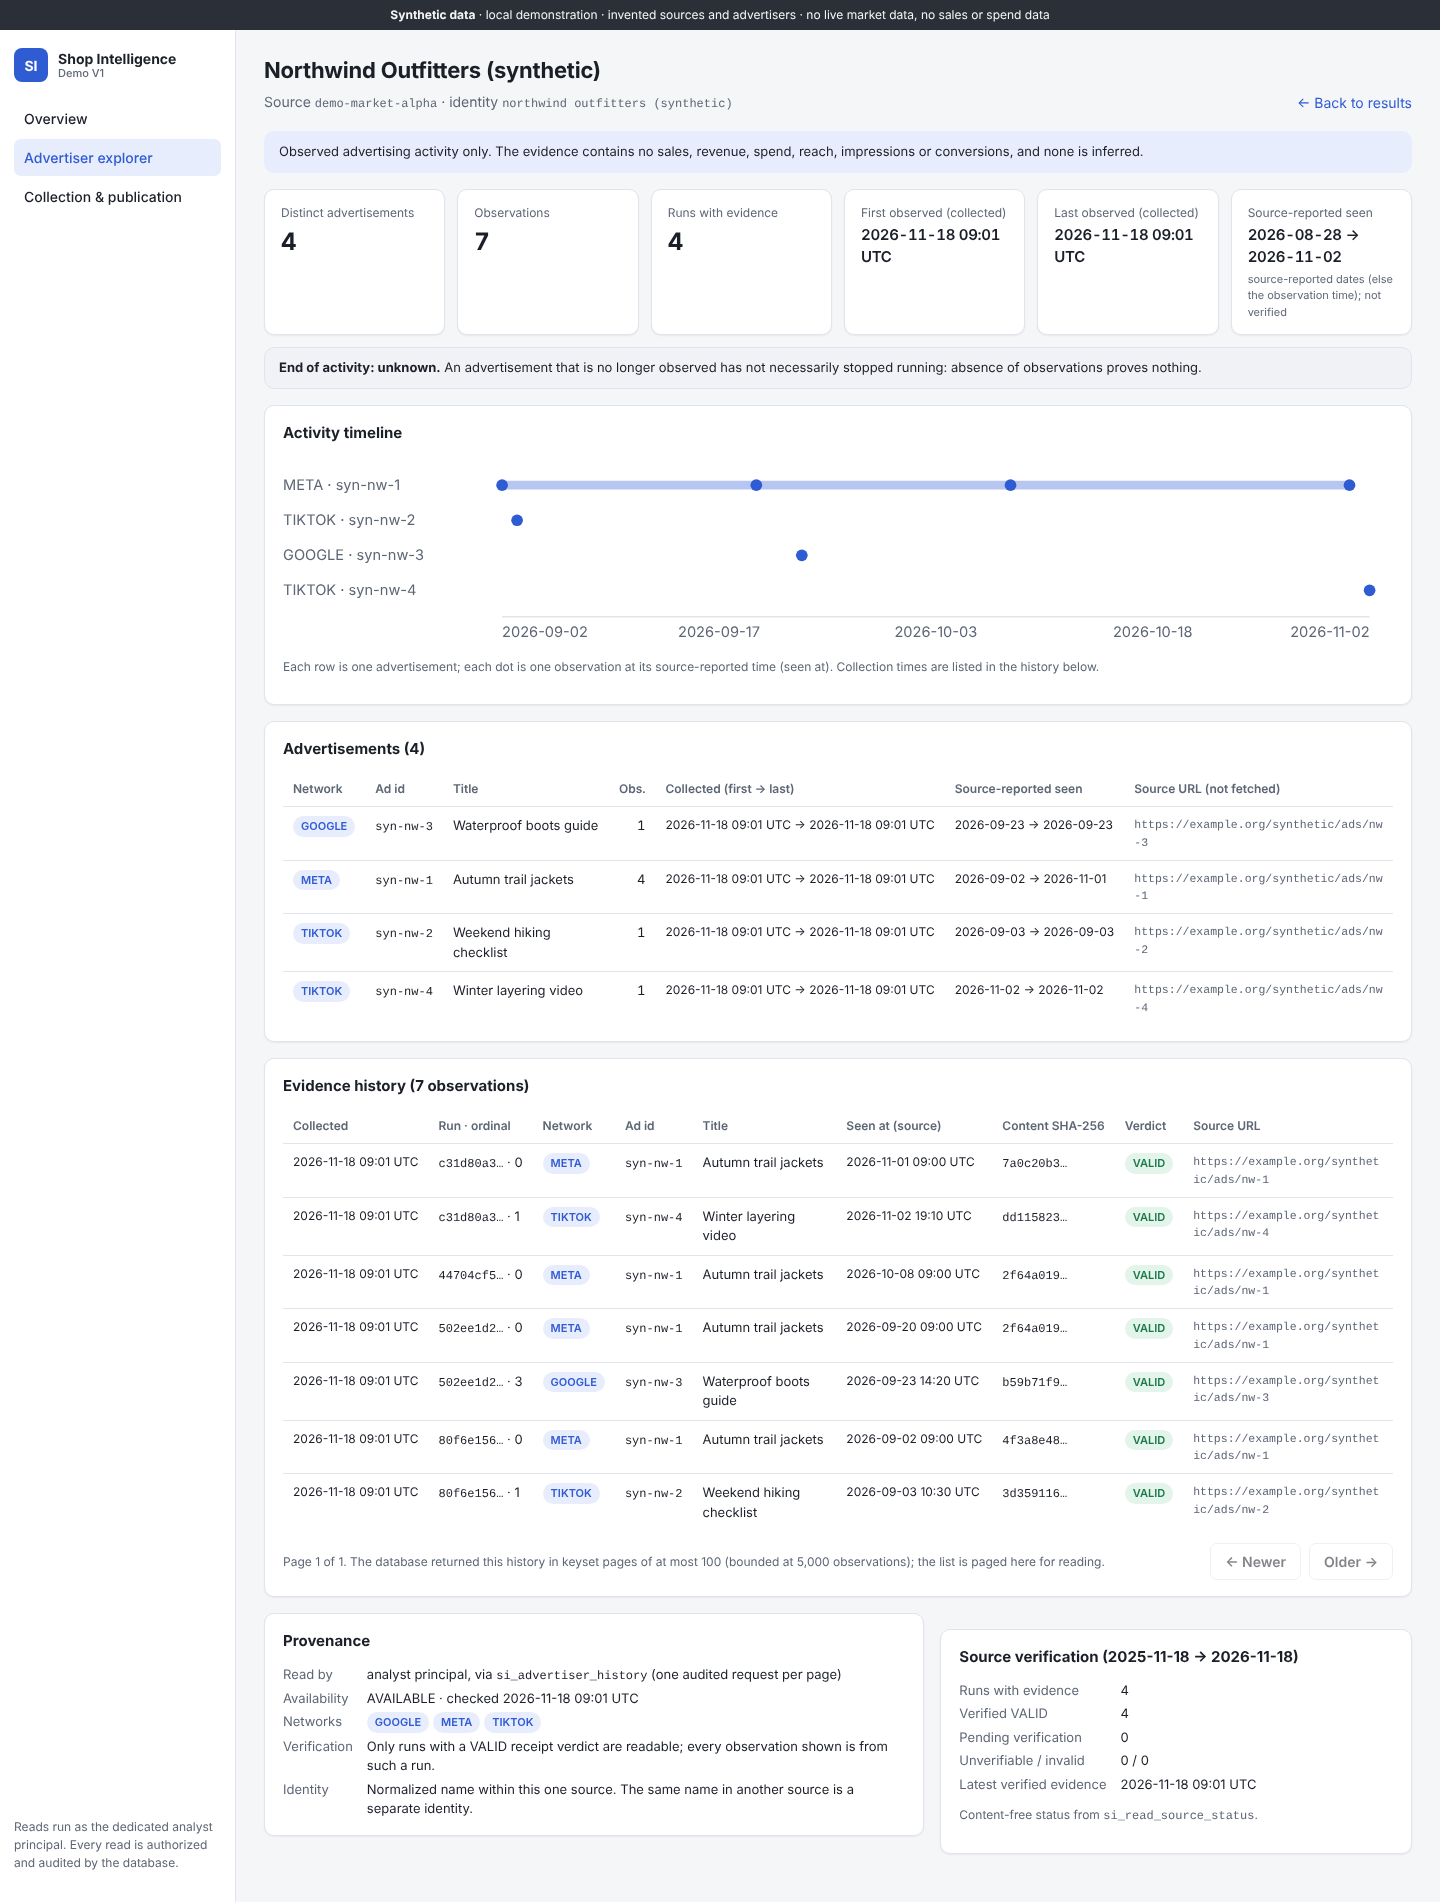 Synthetic data · local demonstration · invented sources and advertisers · no live market data, no sales or spend data
SI
Shop Intelligence
Demo V1
Overview
Advertiser explorer
Collection & publication
Reads run as the dedicated analyst
principal. Every read is authorized
and audited by the database.
Northwind Outfitters (synthetic)
Source demo-market-alpha · identity northwind outfitters (synthetic)
← Back to results
Observed advertising activity only. The evidence contains no sales, revenue, spend, reach, impressions or conversions, and none is inferred.
Distinct advertisements
4
Observations
7
Runs with evidence
4
First observed (collected)
2026-11-18 09:01
UTC
Last observed (collected)
2026-11-18 09:01
UTC
Source-reported seen
2026-08-28 →
2026-11-02
source-reported dates (else
the observation time); not
verified
End of activity: unknown. An advertisement that is no longer observed has not necessarily stopped running: absence of observations proves nothing.
Activity timeline
META · syn-nw-1
TIKTOK · syn-nw-2
GOOGLE · syn-nw-3
TIKTOK · syn-nw-4
2026-09-02 2026-09-17 2026-10-03 2026-10-18 2026-11-02
Each row is one advertisement; each dot is one observation at its source-reported time (seen at). Collection times are listed in the history below.
Advertisements (4)
Network Ad id Title Obs. Collected (first → last) Source-reported seen Source URL (not fetched)
GOOGLE syn-nw-3 Waterproof boots guide 1 2026-11-18 09:01 UTC → 2026-11-18 09:01 UTC 2026-09-23 → 2026-09-23 https://example.org/synthetic/ads/nw
-3
META syn-nw-1 Autumn trail jackets 4 2026-11-18 09:01 UTC → 2026-11-18 09:01 UTC 2026-09-02 → 2026-11-01 https://example.org/synthetic/ads/nw
-1
TIKTOK syn-nw-2 Weekend hiking 1 2026-11-18 09:01 UTC → 2026-11-18 09:01 UTC 2026-09-03 → 2026-09-03 https://example.org/synthetic/ads/nw
checklist -2
TIKTOK syn-nw-4 Winter layering video 1 2026-11-18 09:01 UTC → 2026-11-18 09:01 UTC 2026-11-02 → 2026-11-02 https://example.org/synthetic/ads/nw
-4
Evidence history (7 observations)
Collected Run · ordinal Network Ad id Title Seen at (source) Content SHA-256 Verdict Source URL
2026-11-18 09:01 UTC c31d80a3… · 0 META syn-nw-1 Autumn trail jackets 2026-11-01 09:00 UTC 7a0c20b3… VALID https://example.org/synthet
ic/ads/nw-1
2026-11-18 09:01 UTC c31d80a3… · 1 TIKTOK syn-nw-4 Winter layering 2026-11-02 19:10 UTC dd115823… VALID https://example.org/synthet
video ic/ads/nw-4
2026-11-18 09:01 UTC 44704cf5… · 0 META syn-nw-1 Autumn trail jackets 2026-10-08 09:00 UTC 2f64a019… VALID https://example.org/synthet
ic/ads/nw-1
2026-11-18 09:01 UTC 502ee1d2… · 0 META syn-nw-1 Autumn trail jackets 2026-09-20 09:00 UTC 2f64a019… VALID https://example.org/synthet
ic/ads/nw-1
2026-11-18 09:01 UTC 502ee1d2… · 3 GOOGLE syn-nw-3 Waterproof boots 2026-09-23 14:20 UTC b59b71f9… VALID https://example.org/synthet
guide ic/ads/nw-3
2026-11-18 09:01 UTC 80f6e156… · 0 META syn-nw-1 Autumn trail jackets 2026-09-02 09:00 UTC 4f3a8e48… VALID https://example.org/synthet
ic/ads/nw-1
2026-11-18 09:01 UTC 80f6e156… · 1 TIKTOK syn-nw-2 Weekend hiking 2026-09-03 10:30 UTC 3d359116… VALID https://example.org/synthet
checklist ic/ads/nw-2
Page 1 of 1. The database returned this history in keyset pages of at most 100 (bounded at 5,000 observations); the list is paged here for reading.
← Newer Older →
Provenance
Read by analyst principal, via si_advertiser_history (one audited request per page)
Availability AVAILABLE · checked 2026-11-18 09:01 UTC
Networks GOOGLE META TIKTOK
Verification Only runs with a VALID receipt verdict are readable; every observation shown is from
such a run.
Identity Normalized name within this one source. The same name in another source is a
separate identity.
Source verification (2025-11-18 → 2026-11-18)
Runs with evidence 4
Verified VALID 4
Pending verification 0
Unverifiable / invalid 0 / 0
Latest verified evidence 2026-11-18 09:01 UTC
Content-free status from si_read_source_status.